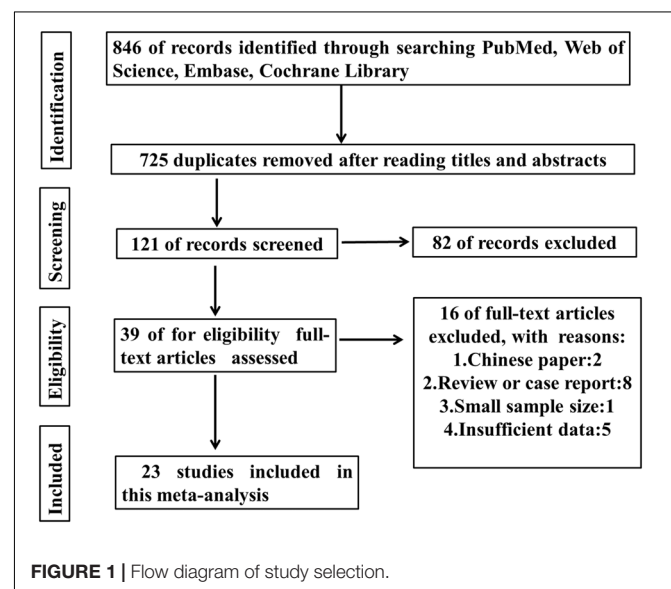 Identification
846 of records identified through searching PubMed, Web of
Science, Embase, Cochrane Library
725 duplicates removed after reading titles and abstracts
Screening
121 of records screened
82 of records excluded
Eligibility
39 of for eligibility full-
text articles assessed
16 of full-text articles
excluded, with reasons:
1.Chinese paper:2
2.Review or case report:8
3.Small sample size:1
4.Insufficient data:5
Included
23 studies included in
this meta-analysis
FIGURE 1 | Flow diagram of study selection.